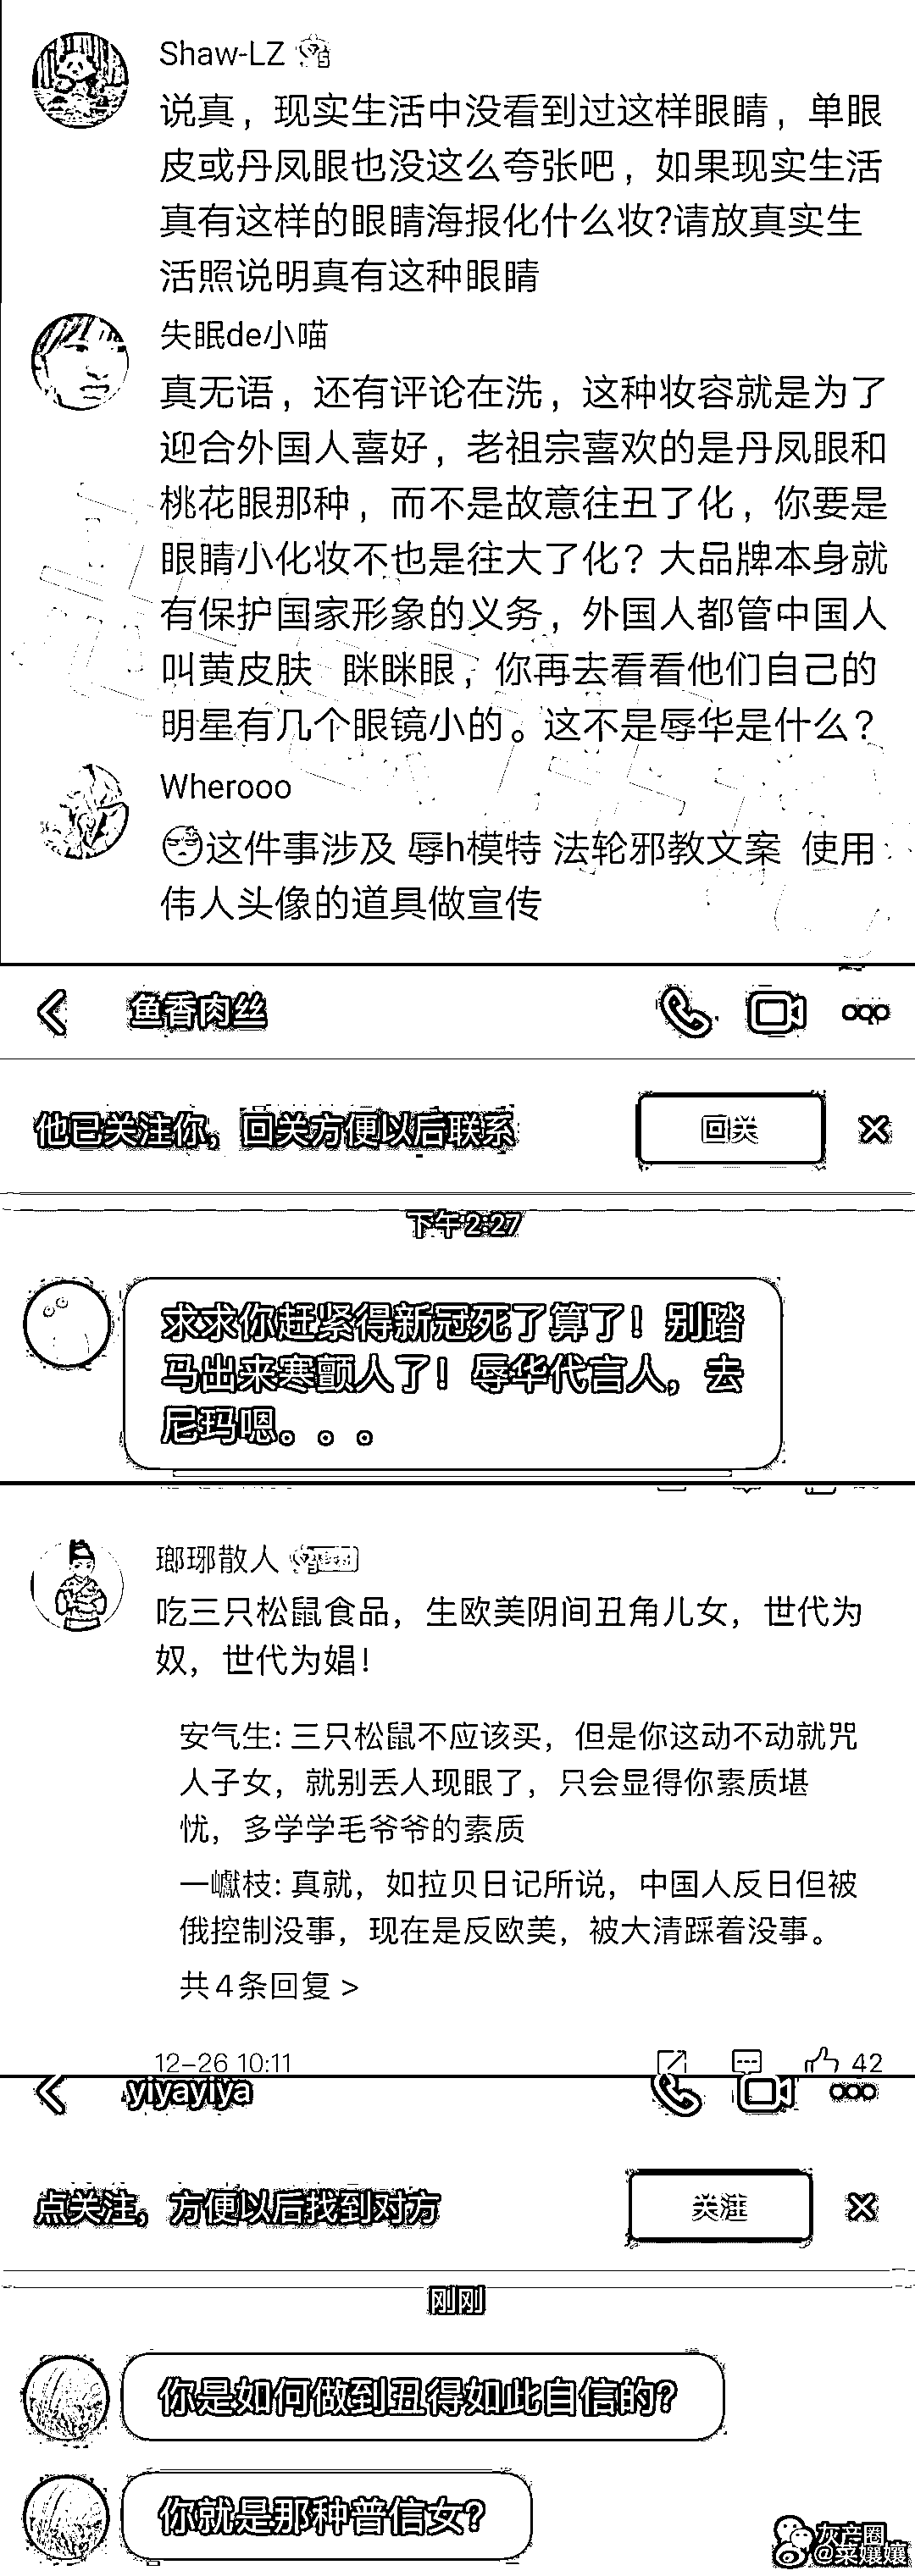 Shaw-LZ
说真，现实生活中没看到过这样眼睛，单眼
皮或丹凤眼也没这么夸张吧，如果现实生活
真有这样的眼睛海报化什么妆?请放真实生
活照说明真有这种眼睛
失眠de小喵
真无语，还有评论在洗，这种妆容就是为了
迎合外国人喜好，老祖宗喜欢的是丹凤眼和
桃花眼那种，而不是故意往丑了化，你要是
眼睛小化妆不也是往大了化？大品牌本身就
有保护国家形象的义务，外国人都管中国人
叫黄皮肤 眯眯眼，你再去看看他们自己的
明星有几个眼镜小的。这不是辱华是什么？
Wherooo
这件事涉及 辱h模特 法轮邪教文案 使用
伟人头像的道具做宣传
鱼香肉丝
他已关注你，回关方便以后联系
回关
下午2:27
求求你赶紧得新冠死了算了！别踏
马出来寒颤人了！辱华代言人，去
尼玛嗯。。。
瑯琊散人
吃三只松鼠食品，生欧美阴间丑角儿女，世代为
奴，世代为娼！
安气生: 三只松鼠不应该买，但是你这动不动就咒
人子女，就别丢人现眼了，只会显得你素质堪
忧，多学学毛爷爷的素质
一巘枝: 真就，如拉贝日记所说，中国人反日但被
俄控制没事，现在是反欧美，被大清踩着没事。
共4条回复 >
12-26 10:11
42
yiyayiya
点关注，方便以后找到对方
关注
刚刚
你是如何做到丑得如此自信的？
你就是那种普信女？
灰产圈
@菜孃孃